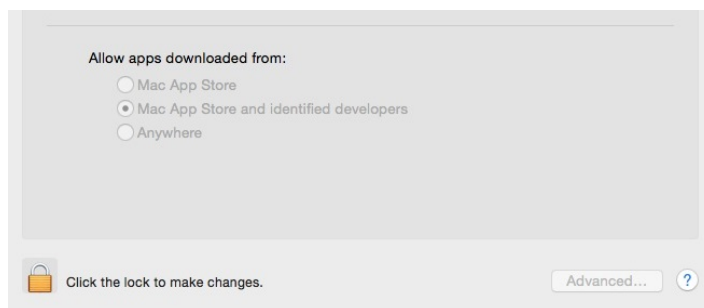 Allow apps downloaded from:
Mac App Store
Mac App Store and identified developers
Anywhere
Click the lock to make changes.
Advanced...
?